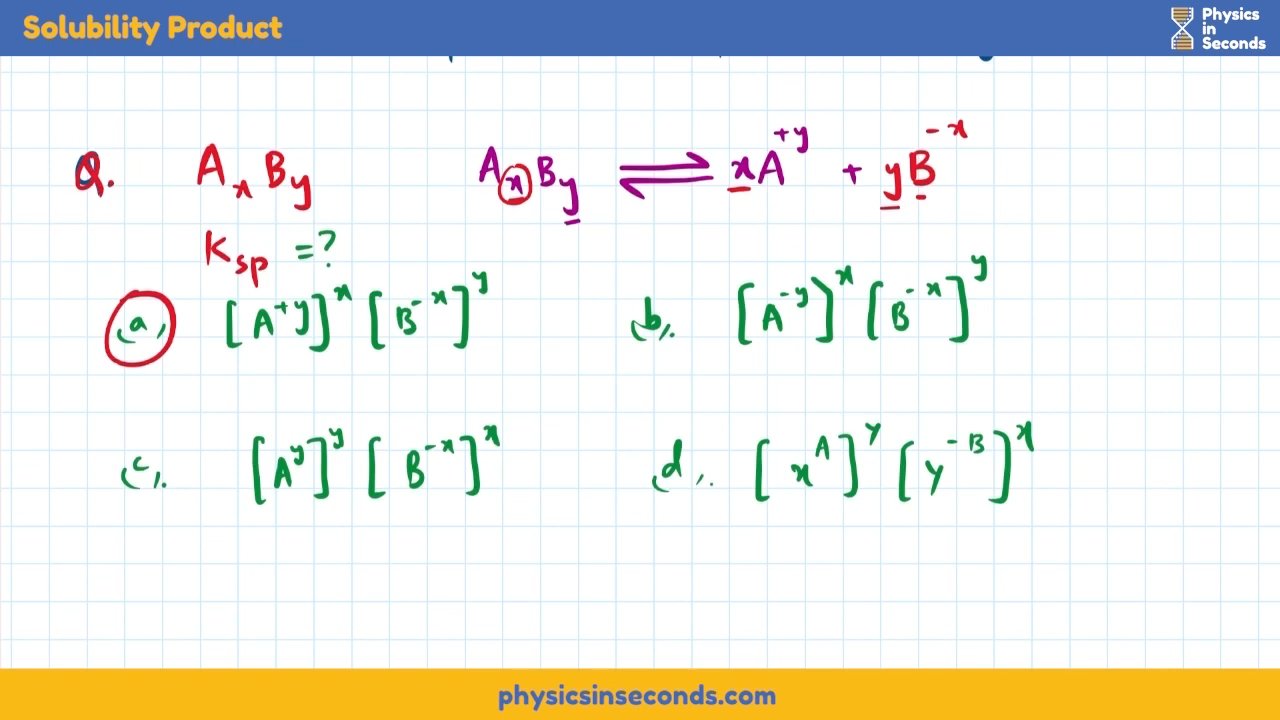 Solubility Product
Physics
in
Seconds
Q. AₓBy AₓBy ⇌ xA⁺ʸ + yB⁻ˣ
Ksp = ?
(a), [A⁺ʸ]ˣ [B⁻ˣ]ʸ (b), [A⁻ʸ]ˣ [B⁻ˣ]ʸ
(c), [Aʸ]ʸ [B⁻ˣ]ˣ (d), [xᴬ]ʸ [y⁻ᴮ]ˣ
physicsinseconds.com